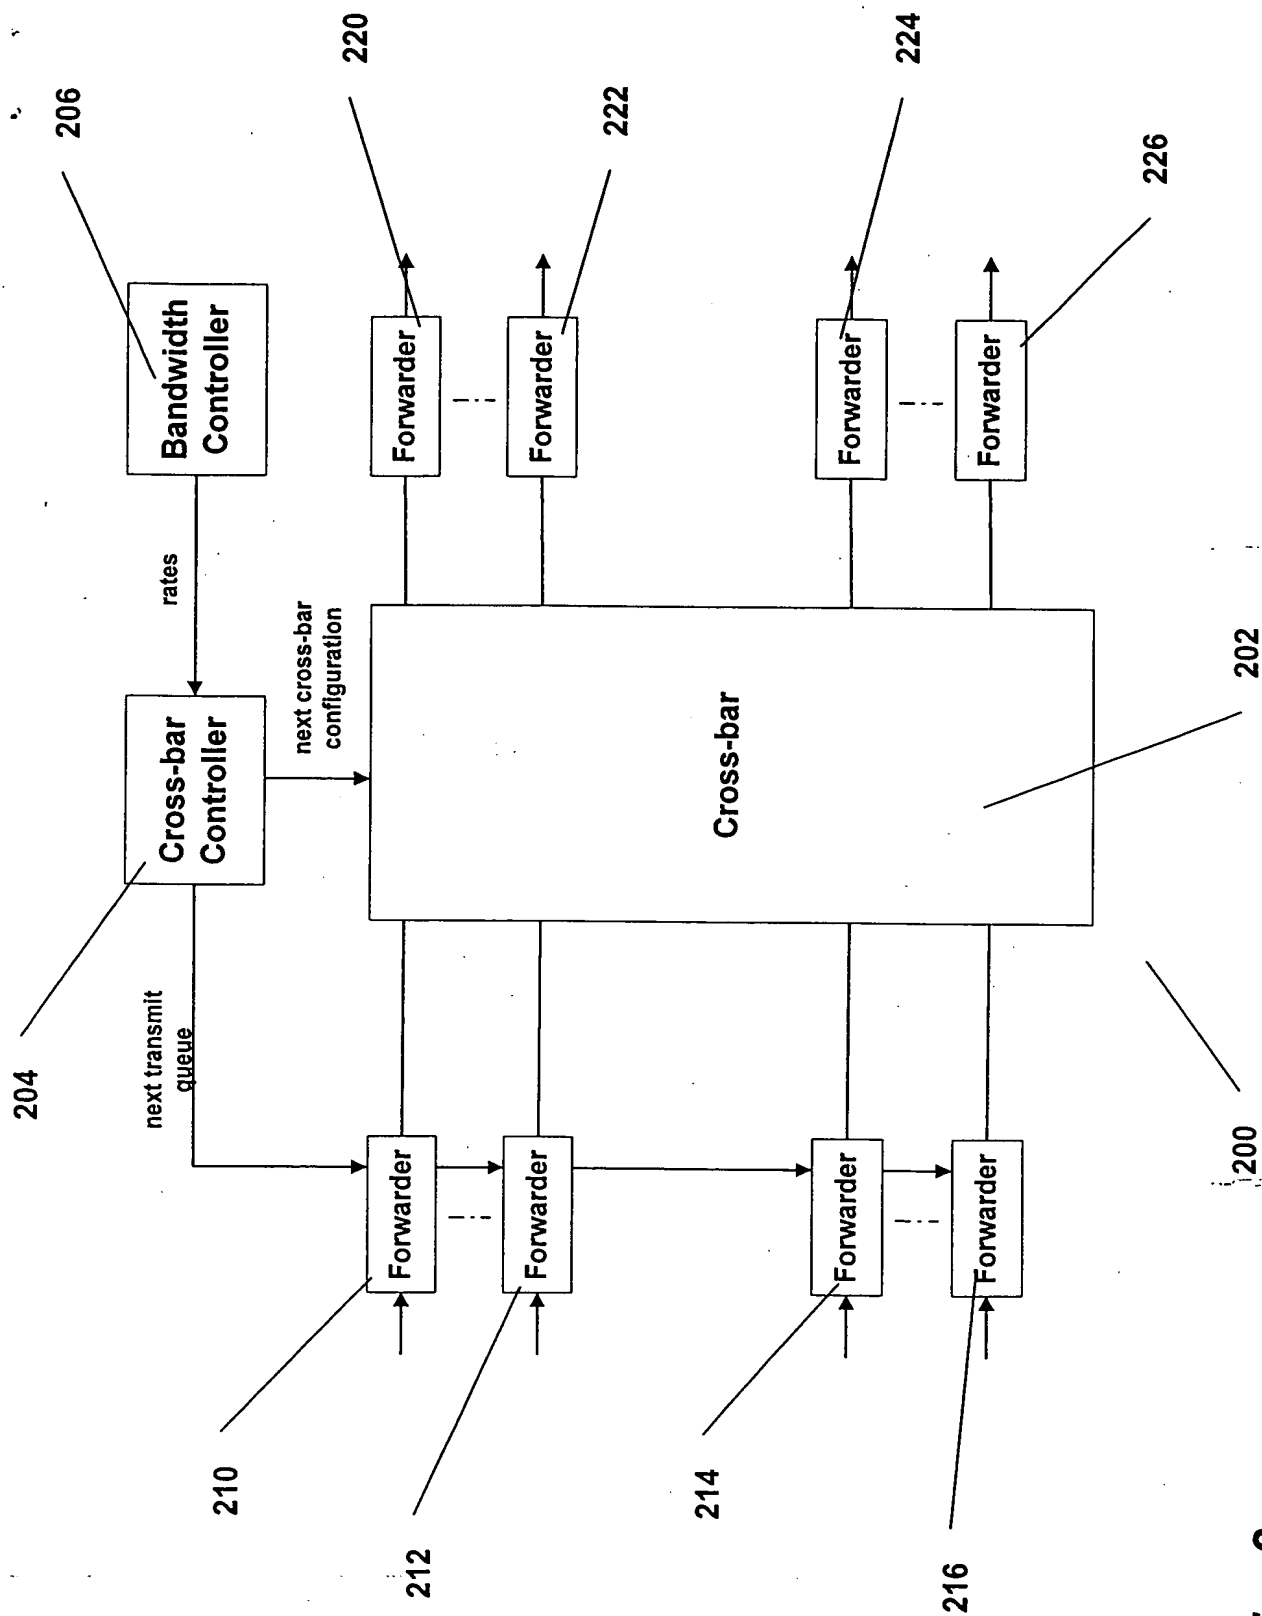 204
206
next transmit
queue
Cross-bar
Controller
rates
Bandwidth
Controller
210
next cross-bar
configuration
220
Forwarder
Forwarder
212
Forwarder
Forwarder
222
Cross-bar
214
Forwarder
Forwarder
224
216
Forwarder
Forwarder
226
200
202